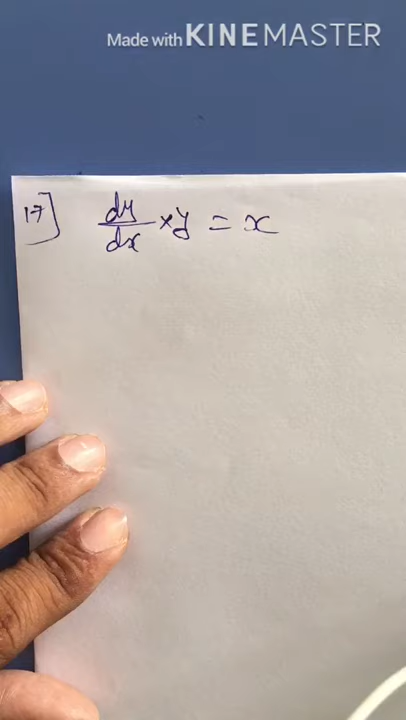 Made with KINEMASTER
17] dy/dx × y = x